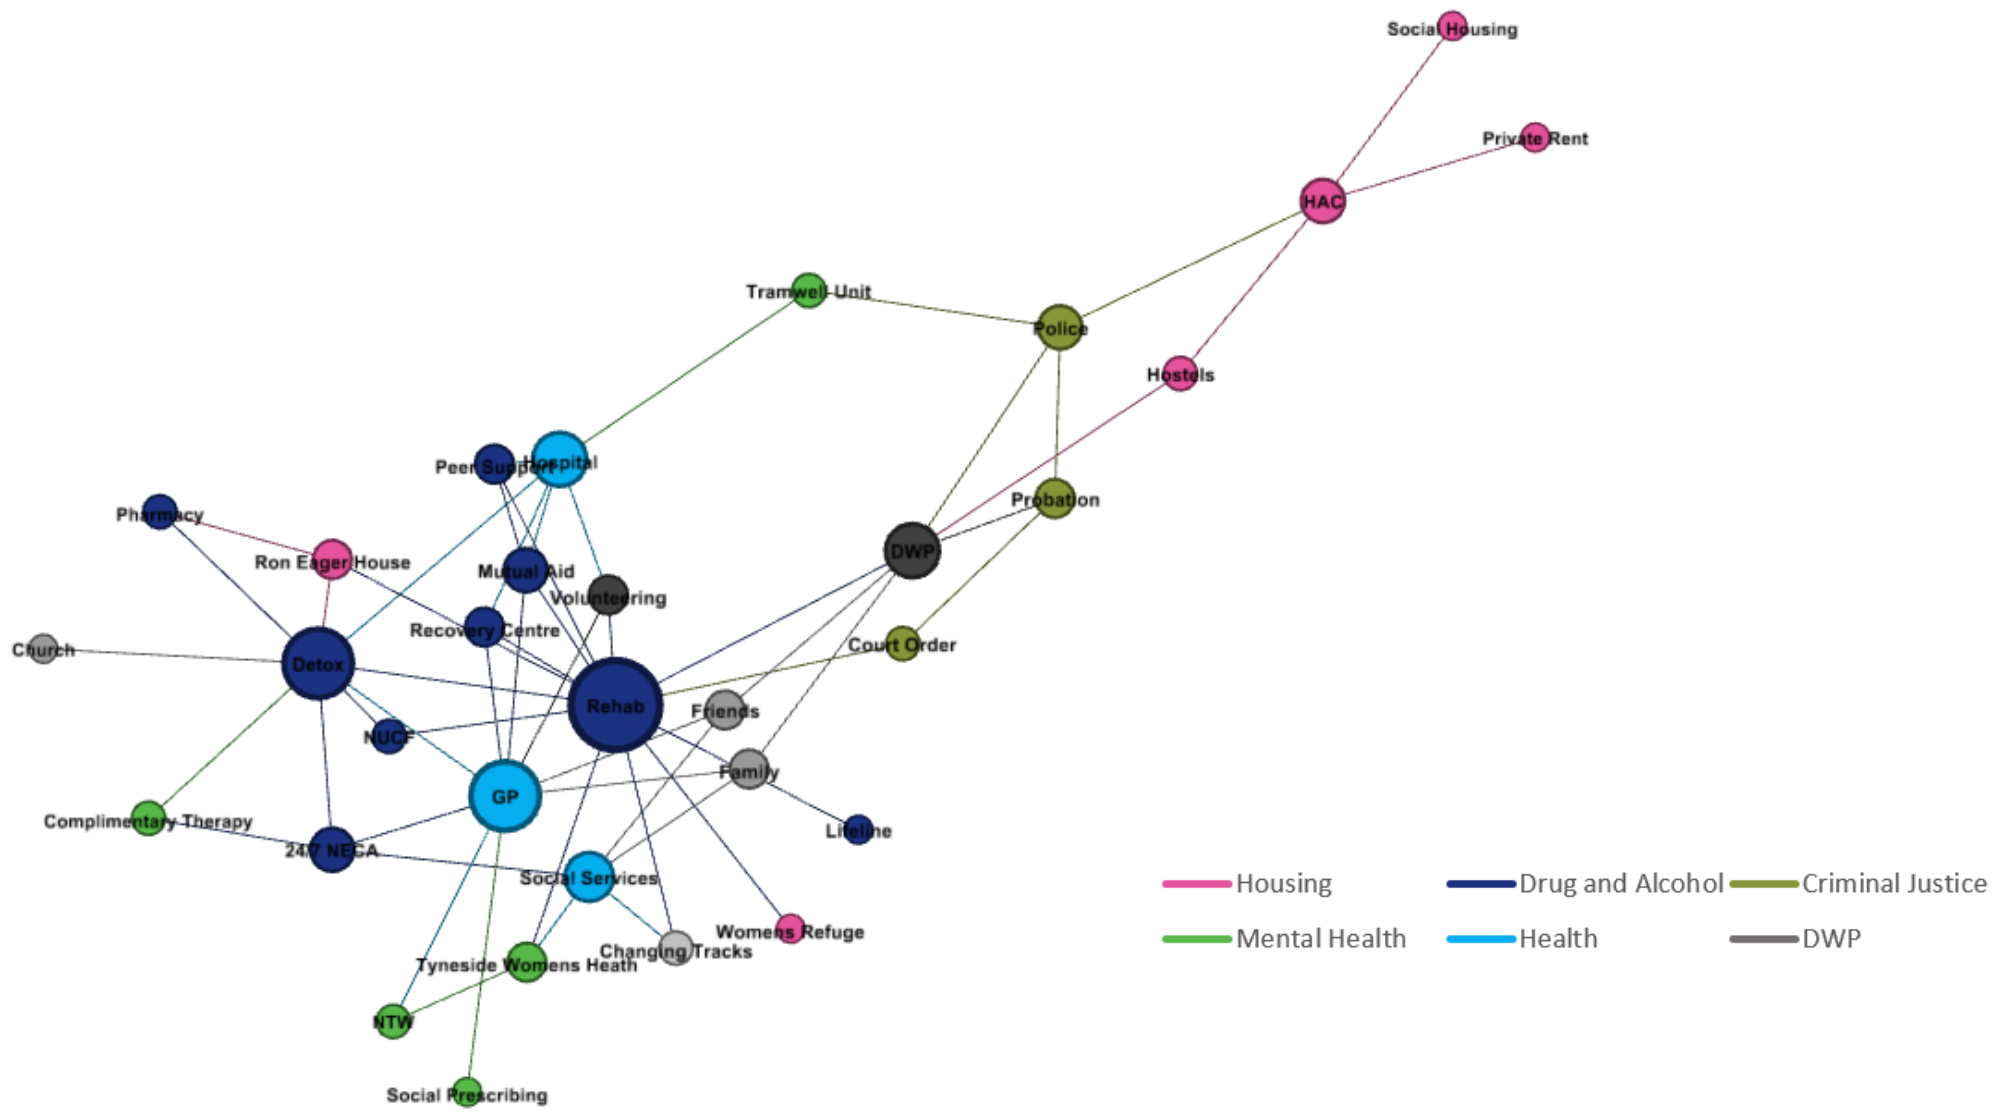 Social Housing
Private Rent
HAC
Tramwell Unit
Police
Hostels
Peer Support
Hospital
Probation
Pharmacy
DWP
Ron Eager House
Mutual Aid
Volunteering
Recovery Centre
Court Order
Church
Detox
Rehab
Friends
NUCF
Family
GP
Complimentary Therapy
Lifeline
24/7 NECA
Social Services
Womens Refuge
Changing Tracks
Tyneside Womens Heath
NTW
Social Prescribing
Housing
Drug and Alcohol
Criminal Justice
Mental Health
Health
DWP